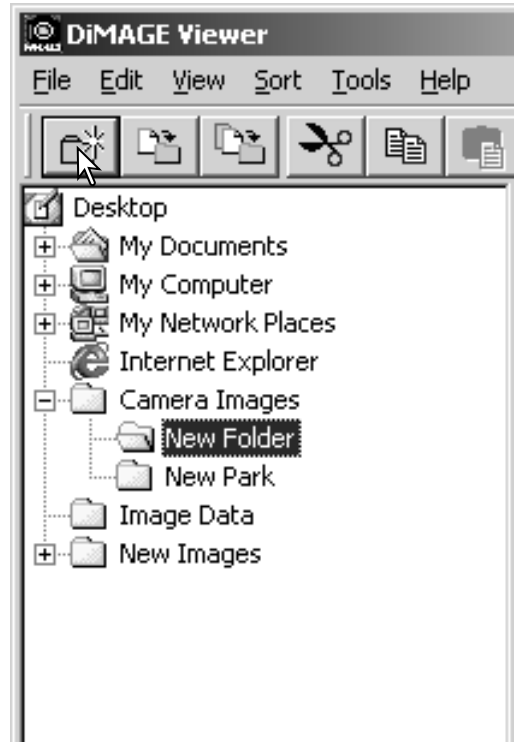 DiMAGE Viewer
File Edit View Sort Tools Help
Desktop
My Documents
My Computer
My Network Places
Internet Explorer
Camera Images
New Folder
New Park
Image Data
New Images